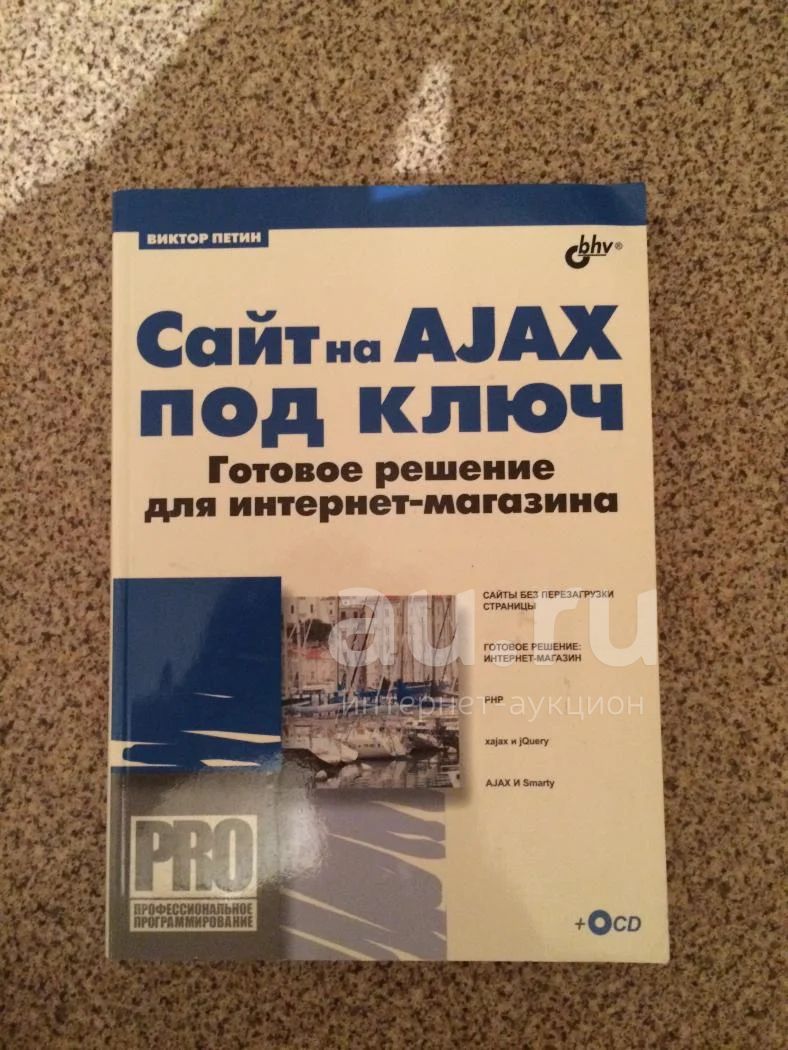 ВИКТОР ПЕТИН
bhv®
Сайт на AJAX
под ключ
Готовое решение
для интернет-магазина
САЙТЫ БЕЗ ПЕРЕЗАГРУЗКИ
СТРАНИЦЫ
ГОТОВОЕ РЕШЕНИЕ:
ИНТЕРНЕТ-МАГАЗИН
PHP
xajax и jQuery
AJAX И Smarty
au.ru
интернет-аукцион
PRO
ПРОФЕССИОНАЛЬНОЕ
ПРОГРАММИРОВАНИЕ
+ CD